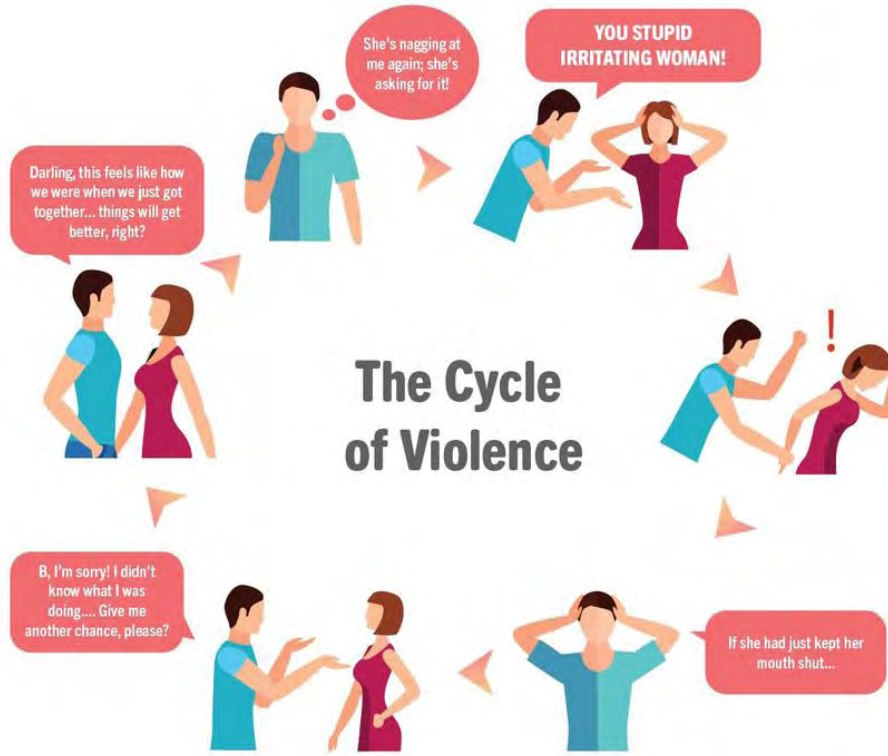 She's nagging at
me again; she's
asking for it!
YOU STUPID
IRRITATING WOMAN!
Darling, this feels like how
we were when we just got
together... things will get
better, right?
!
The Cycle
of Violence
B, I'm sorry! I didn't
know what I was
doing.... Give me
another chance, please?
If she had just kept her
mouth shut...